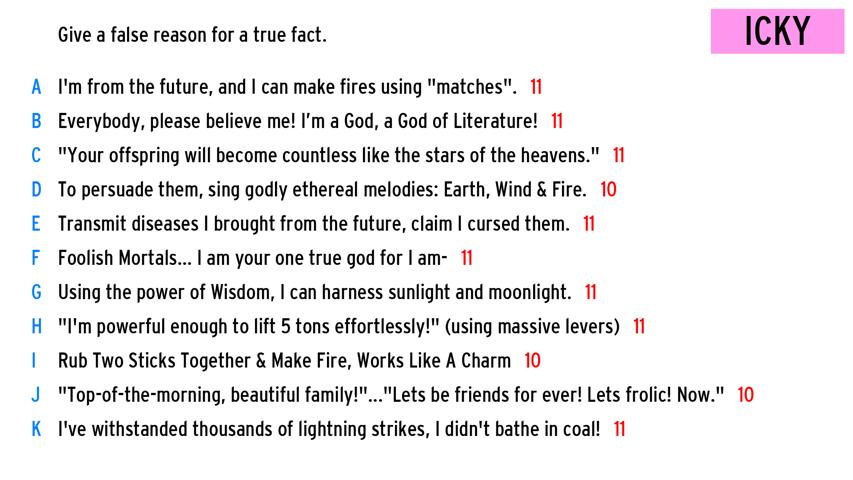 Give a false reason for a true fact.
ICKY
A I'm from the future, and I can make fires using "matches". 11
B Everybody, please believe me! I'm a God, a God of Literature! 11
C "Your offspring will become countless like the stars of the heavens." 11
D To persuade them, sing godly ethereal melodies: Earth, Wind & Fire. 10
E Transmit diseases I brought from the future, claim I cursed them. 11
F Foolish Mortals... I am your one true god for I am- 11
G Using the power of Wisdom, I can harness sunlight and moonlight. 11
H "I'm powerful enough to lift 5 tons effortlessly!" (using massive levers) 11
I Rub Two Sticks Together & Make Fire, Works Like A Charm 10
J "Top-of-the-morning, beautiful family!"..."Lets be friends for ever! Lets frolic! Now." 10
K I've withstanded thousands of lightning strikes, I didn't bathe in coal! 11